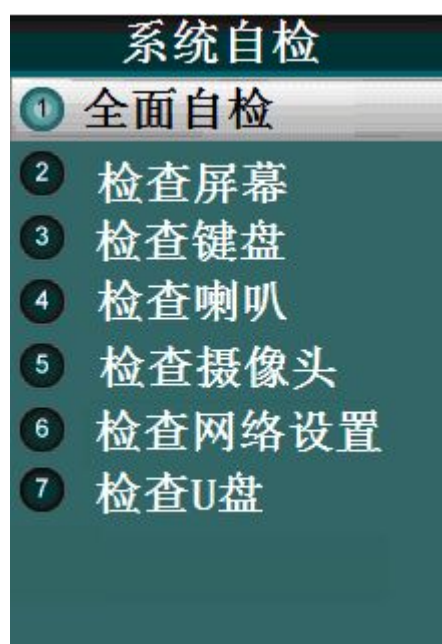 系统自检
1 全面自检
2 检查屏幕
3 检查键盘
4 检查喇叭
5 检查摄像头
6 检查网络设置
7 检查U盘